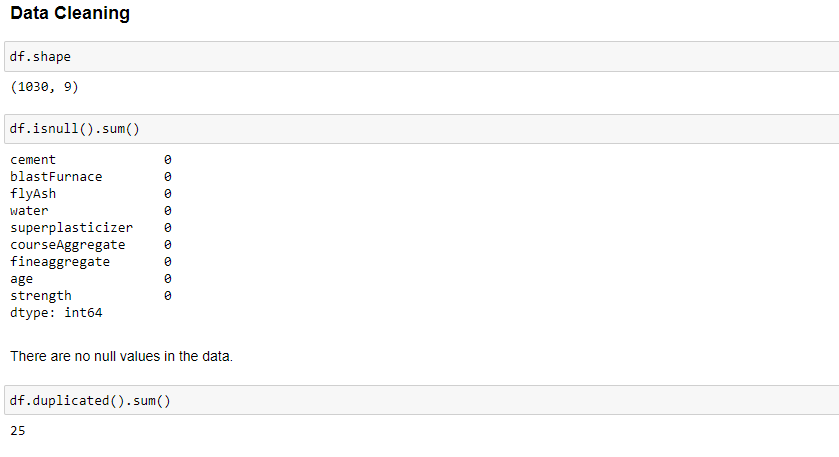 Data Cleaning
df.shape
(1030, 9)
df.isnull().sum()
cement 0
blastFurnace 0
flyAsh 0
water 0
superplasticizer 0
courseAggregate 0
fineaggregate 0
age 0
strength 0
dtype: int64
There are no null values in the data.
df.duplicated().sum()
25